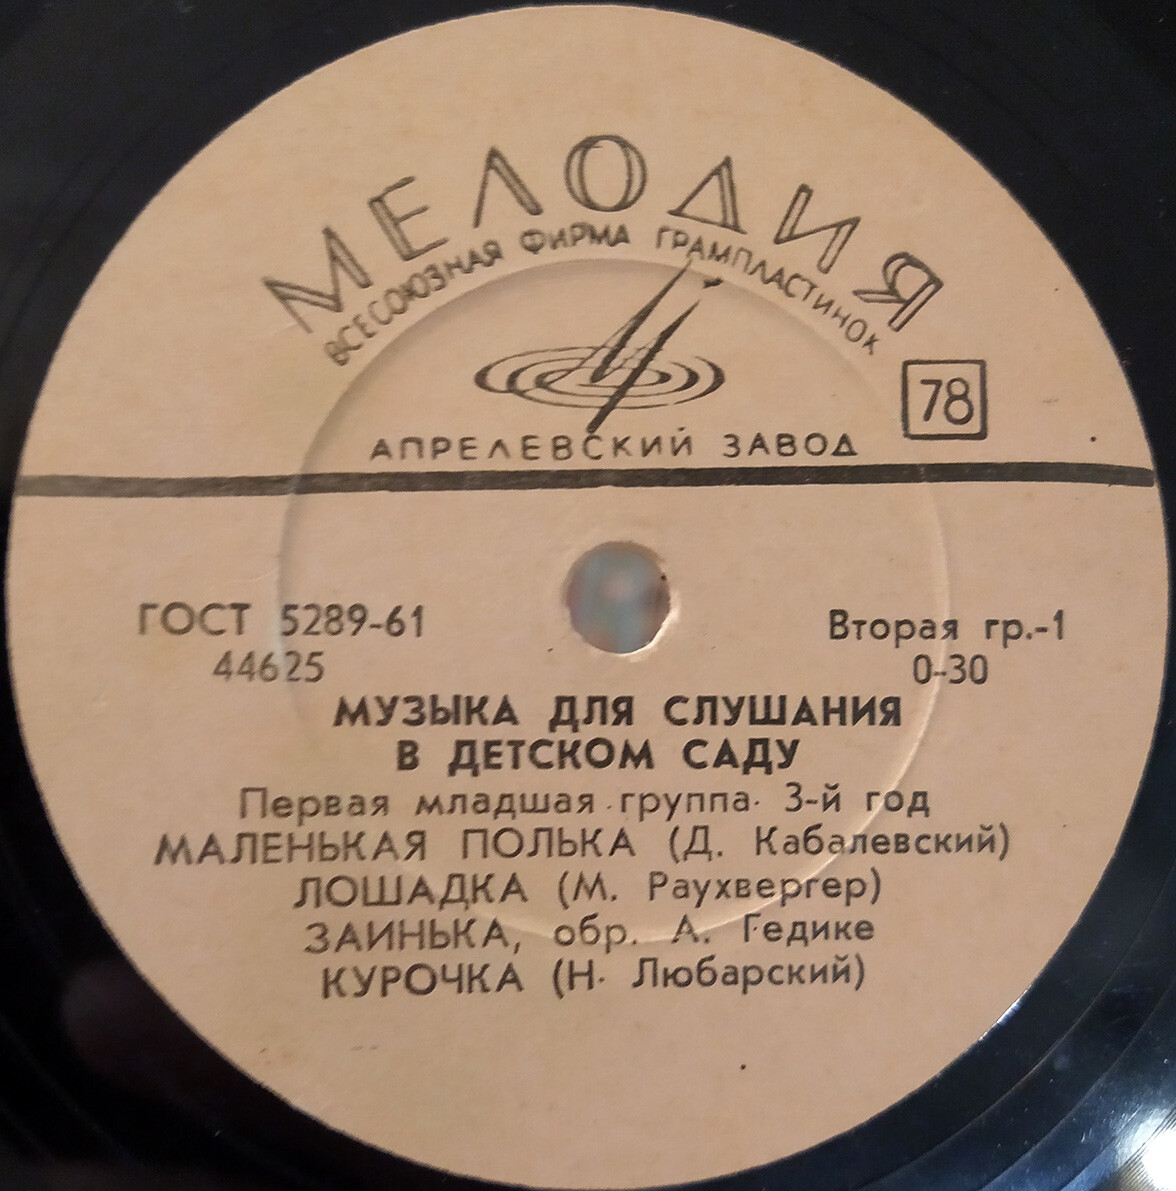 МЕЛОДИЯ
ВСЕСОЮЗНАЯ ФИРМА ГРАМПЛАСТИНОК
78
АПРЕЛЕВСКИЙ ЗАВОД
ГОСТ 5289-61
Вторая гр.-1
44625
0-30
МУЗЫКА ДЛЯ СЛУШАНИЯ
В ДЕТСКОМ САДУ
Первая младшая группа. 3-й год
МАЛЕНЬКАЯ ПОЛЬКА (Д. Кабалевский)
ЛОШАДКА (М. Раухвергер)
ЗАИНЬКА, обр. А. Гедике
КУРОЧКА (Н. Любарский)